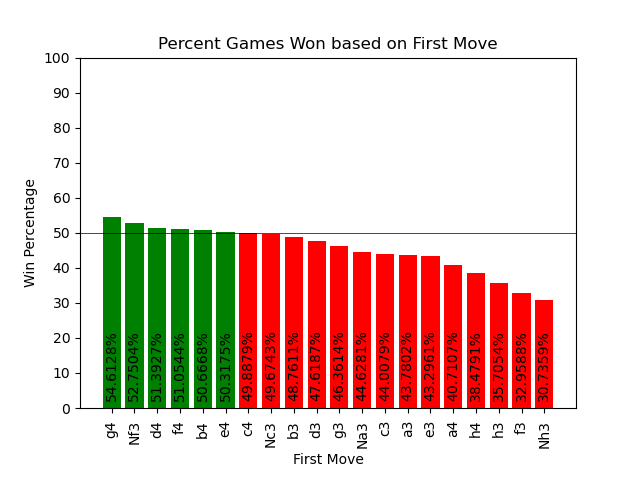 Percent Games Won based on First Move
Win Percentage
100
90
80
70
60
50
40
30
20
10
0
54.6128%
52.7504%
51.3927%
51.0544%
50.6668%
50.3175%
49.8879%
49.6743%
48.7611%
47.6187%
46.3614%
44.6281%
44.0079%
43.7802%
43.2961%
40.7107%
38.4791%
35.7054%
32.9588%
30.7359%
g4
Nf3
d4
f4
b4
e4
c4
Nc3
b3
d3
g3
Na3
c3
a3
e3
a4
h4
h3
f3
Nh3
First Move